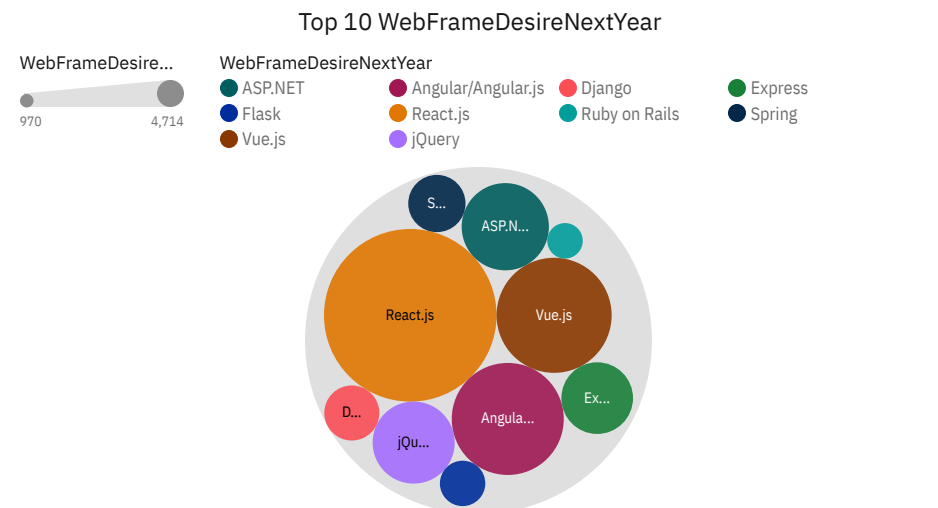 Top 10 WebFrameDesireNextYear
WebFrameDesire...
970 4,714
WebFrameDesireNextYear
ASP.NET Angular/Angular.js Django Express
Flask React.js Ruby on Rails Spring
Vue.js jQuery
S...
ASP.N...
React.js
Vue.js
Ex...
D...
Angula...
jQu...